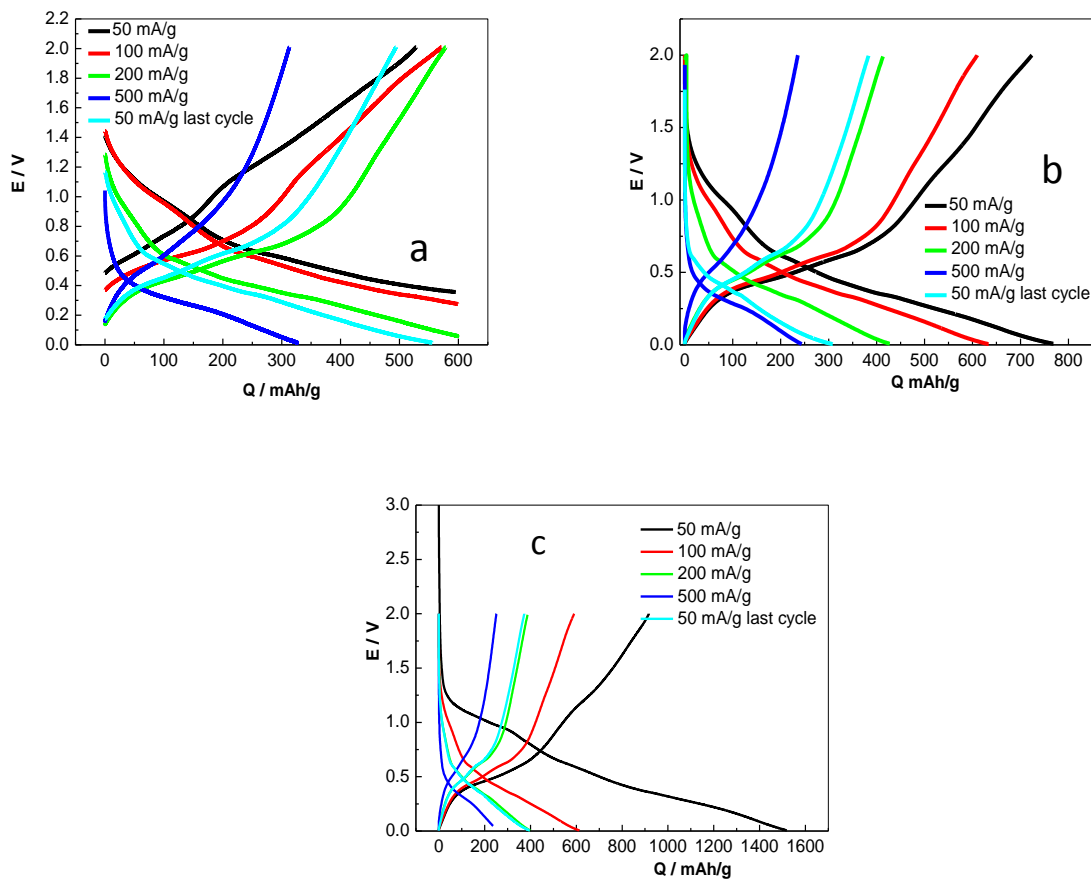 2.2
2.0
1.8
1.6
1.4
1.2
1.0
0.8
0.6
0.4
0.2
0.0
E / V
50 mA/g
100 mA/g
200 mA/g
500 mA/g
50 mA/g last cycle
a
0 100 200 300 400 500 600
Q / mAh/g
2.0
1.5
1.0
0.5
0.0
E / V
b
50 mA/g
100 mA/g
200 mA/g
500 mA/g
50 mA/g last cycle
0 100 200 300 400 500 600 700 800
Q mAh/g
3.0
2.5
2.0
1.5
1.0
0.5
0.0
E / V
c
50 mA/g
100 mA/g
200 mA/g
500 mA/g
50 mA/g last cycle
0 200 400 600 800 1000 1200 1400 1600
Q / mAh/g